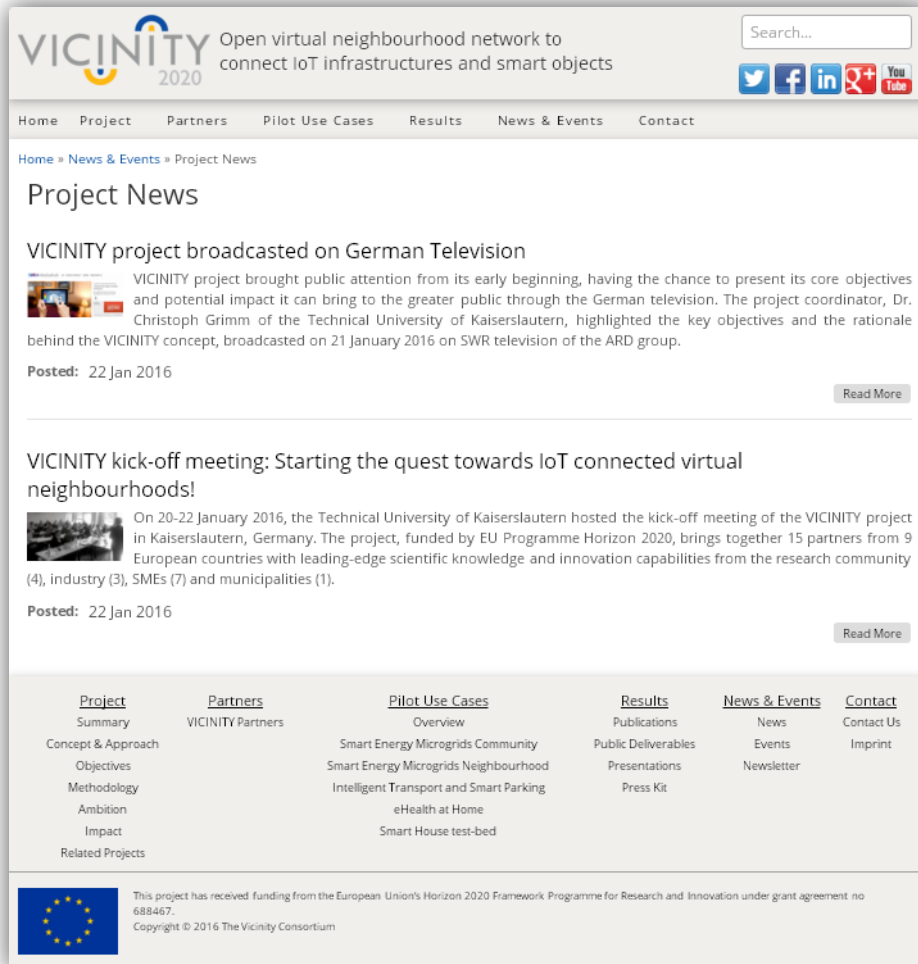 VICINITY
2020
Open virtual neighbourhood network to
connect IoT infrastructures and smart objects
Search...
You
Tube
Home Project Partners Pilot Use Cases Results News & Events Contact
Home » News & Events » Project News
Project News
VICINITY project broadcasted on German Television
VICINITY project brought public attention from its early beginning, having the chance to present its core objectives
and potential impact it can bring to the greater public through the German television. The project coordinator, Dr.
Christoph Grimm of the Technical University of Kaiserslautern, highlighted the key objectives and the rationale
behind the VICINITY concept, broadcasted on 21 January 2016 on SWR television of the ARD group.
Posted: 22 Jan 2016
Read More
VICINITY kick-off meeting: Starting the quest towards IoT connected virtual
neighbourhoods!
On 20-22 January 2016, the Technical University of Kaiserslautern hosted the kick-off meeting of the VICINITY project
in Kaiserslautern, Germany. The project, funded by EU Programme Horizon 2020, brings together 15 partners from 9
European countries with leading-edge scientific knowledge and innovation capabilities from the research community
(4), industry (3), SMEs (7) and municipalities (1).
Posted: 22 Jan 2016
Read More
Project
Summary
Concept & Approach
Objectives
Methodology
Ambition
Impact
Related Projects
Partners
VICINITY Partners
Pilot Use Cases
Overview
Smart Energy Microgrids Community
Smart Energy Microgrids Neighbourhood
Intelligent Transport and Smart Parking
eHealth at Home
Smart House test-bed
Results
Publications
Public Deliverables
Presentations
Press Kit
News & Events
News
Events
Newsletter
Contact
Contact Us
Imprint
This project has received funding from the European Union's Horizon 2020 Framework Programme for Research and Innovation under grant agreement no
688467.
Copyright © 2016 The Vicinity Consortium